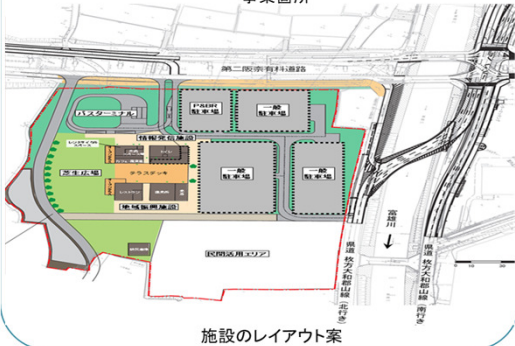 事業箇所
第二阪奈有料道路
P&BR
駐車場
一般
駐車場
バスターミナル
情報発信施設
芝生広場
テラスデッキ
一般
駐車場
一般
駐車場
地域振興施設
民間活用エリア
富雄川
県道 枚方大和郡山線(北行き)
県道 枚方大和郡山線(南行き)
施設のレイアウト案